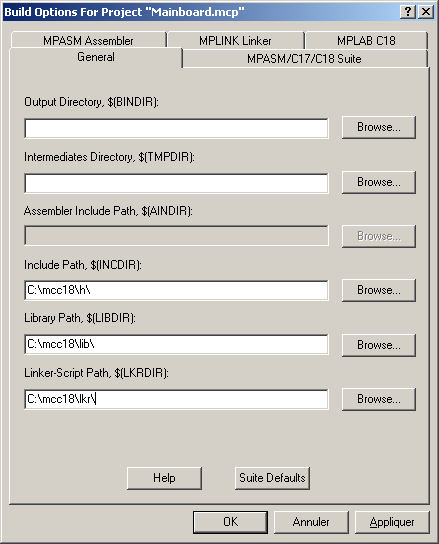 Build Options For Project "Mainboard.mcp"
MPASM Assembler MPLINK Linker MPLAB C18
General MPASM/C17/C18 Suite
Output Directory, $(BINDIR):
Browse...
Intermediates Directory, $(TMPDIR):
Browse...
Assembler Include Path, $(AINDIR):
Browse...
Include Path, $(INCDIR):
C:\mcc18\h\ Browse...
Library Path, $(LIBDIR):
C:\mcc18\lib\ Browse...
Linker-Script Path, $(LKRDIR):
C:\mcc18\lkr\ Browse...
Help Suite Defaults
OK Annuler Appliquer